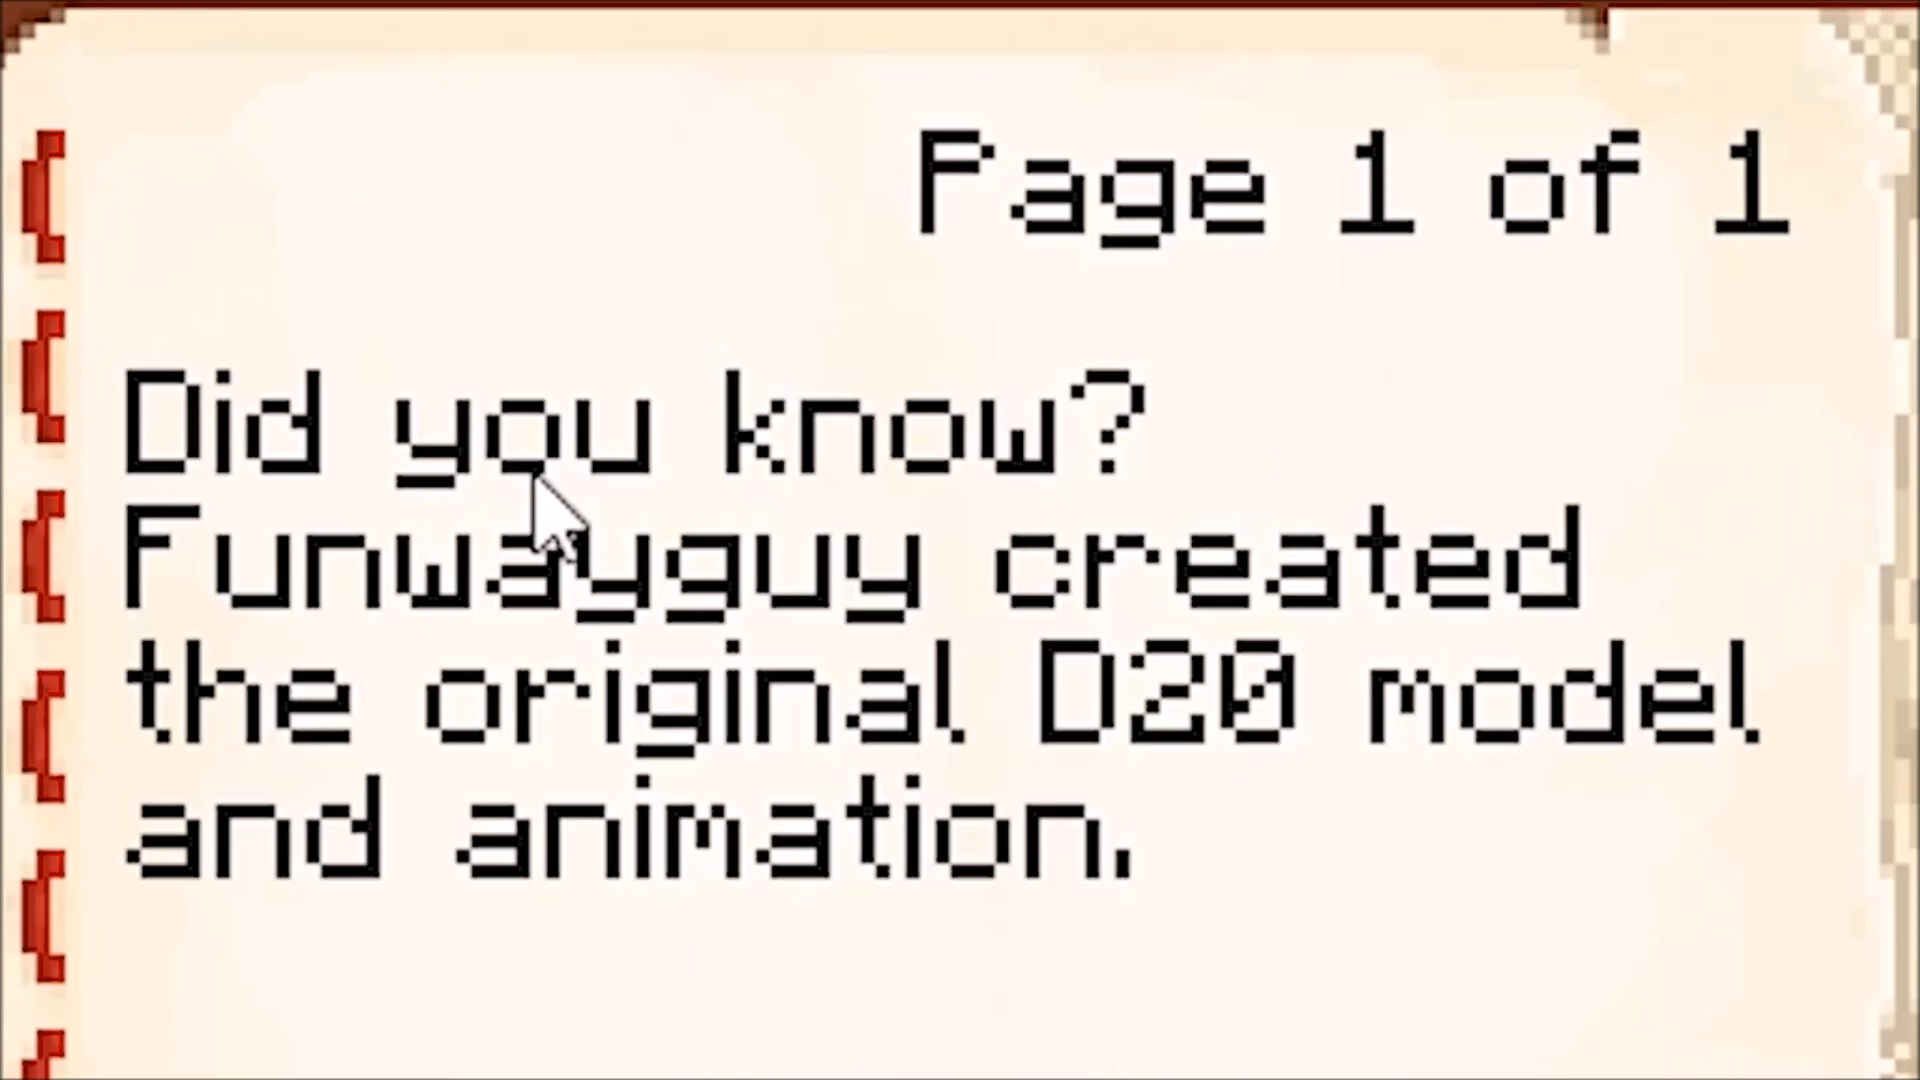 Page 1 of 1
Did you know?
Funwayguy created
the original D20 model
and animation.